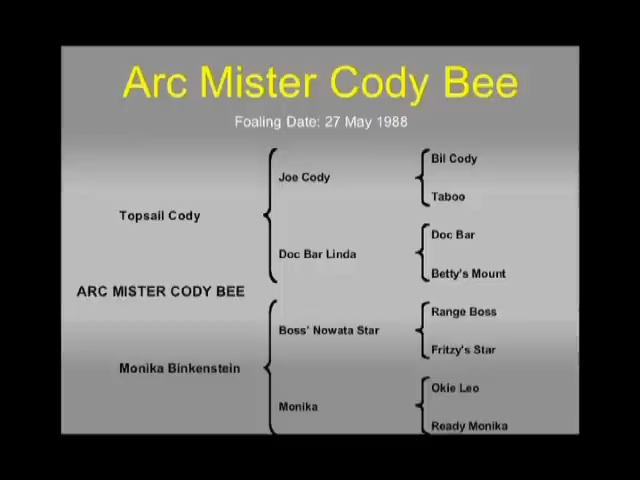 Arc Mister Cody Bee
Foaling Date: 27 May 1988
Bil Cody
Joe Cody
Taboo
Topsail Cody
Doc Bar
Doc Bar Linda
Betty's Mount
ARC MISTER CODY BEE
Range Boss
Boss' Nowata Star
Fritzy's Star
Monika Binkenstein
Okie Leo
Monika
Ready Monika